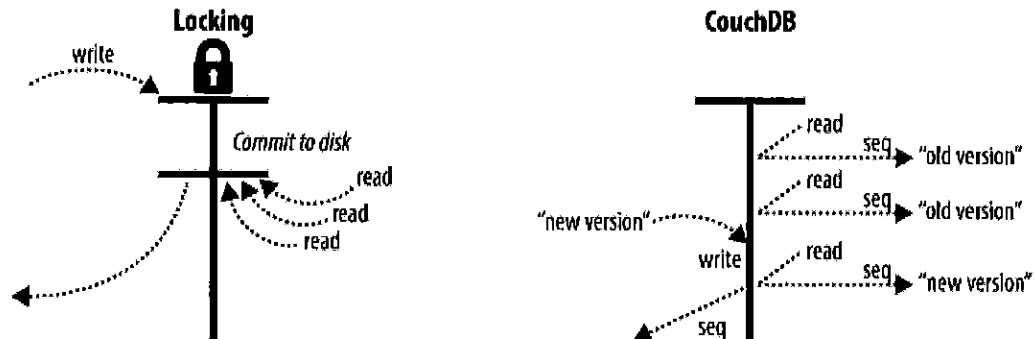 Locking
write
Commit to disk
read
read
read
CouchDB
read
seq
"old version"
read
seq
"old version"
"new version"
write
read
seq
"new version"
seq